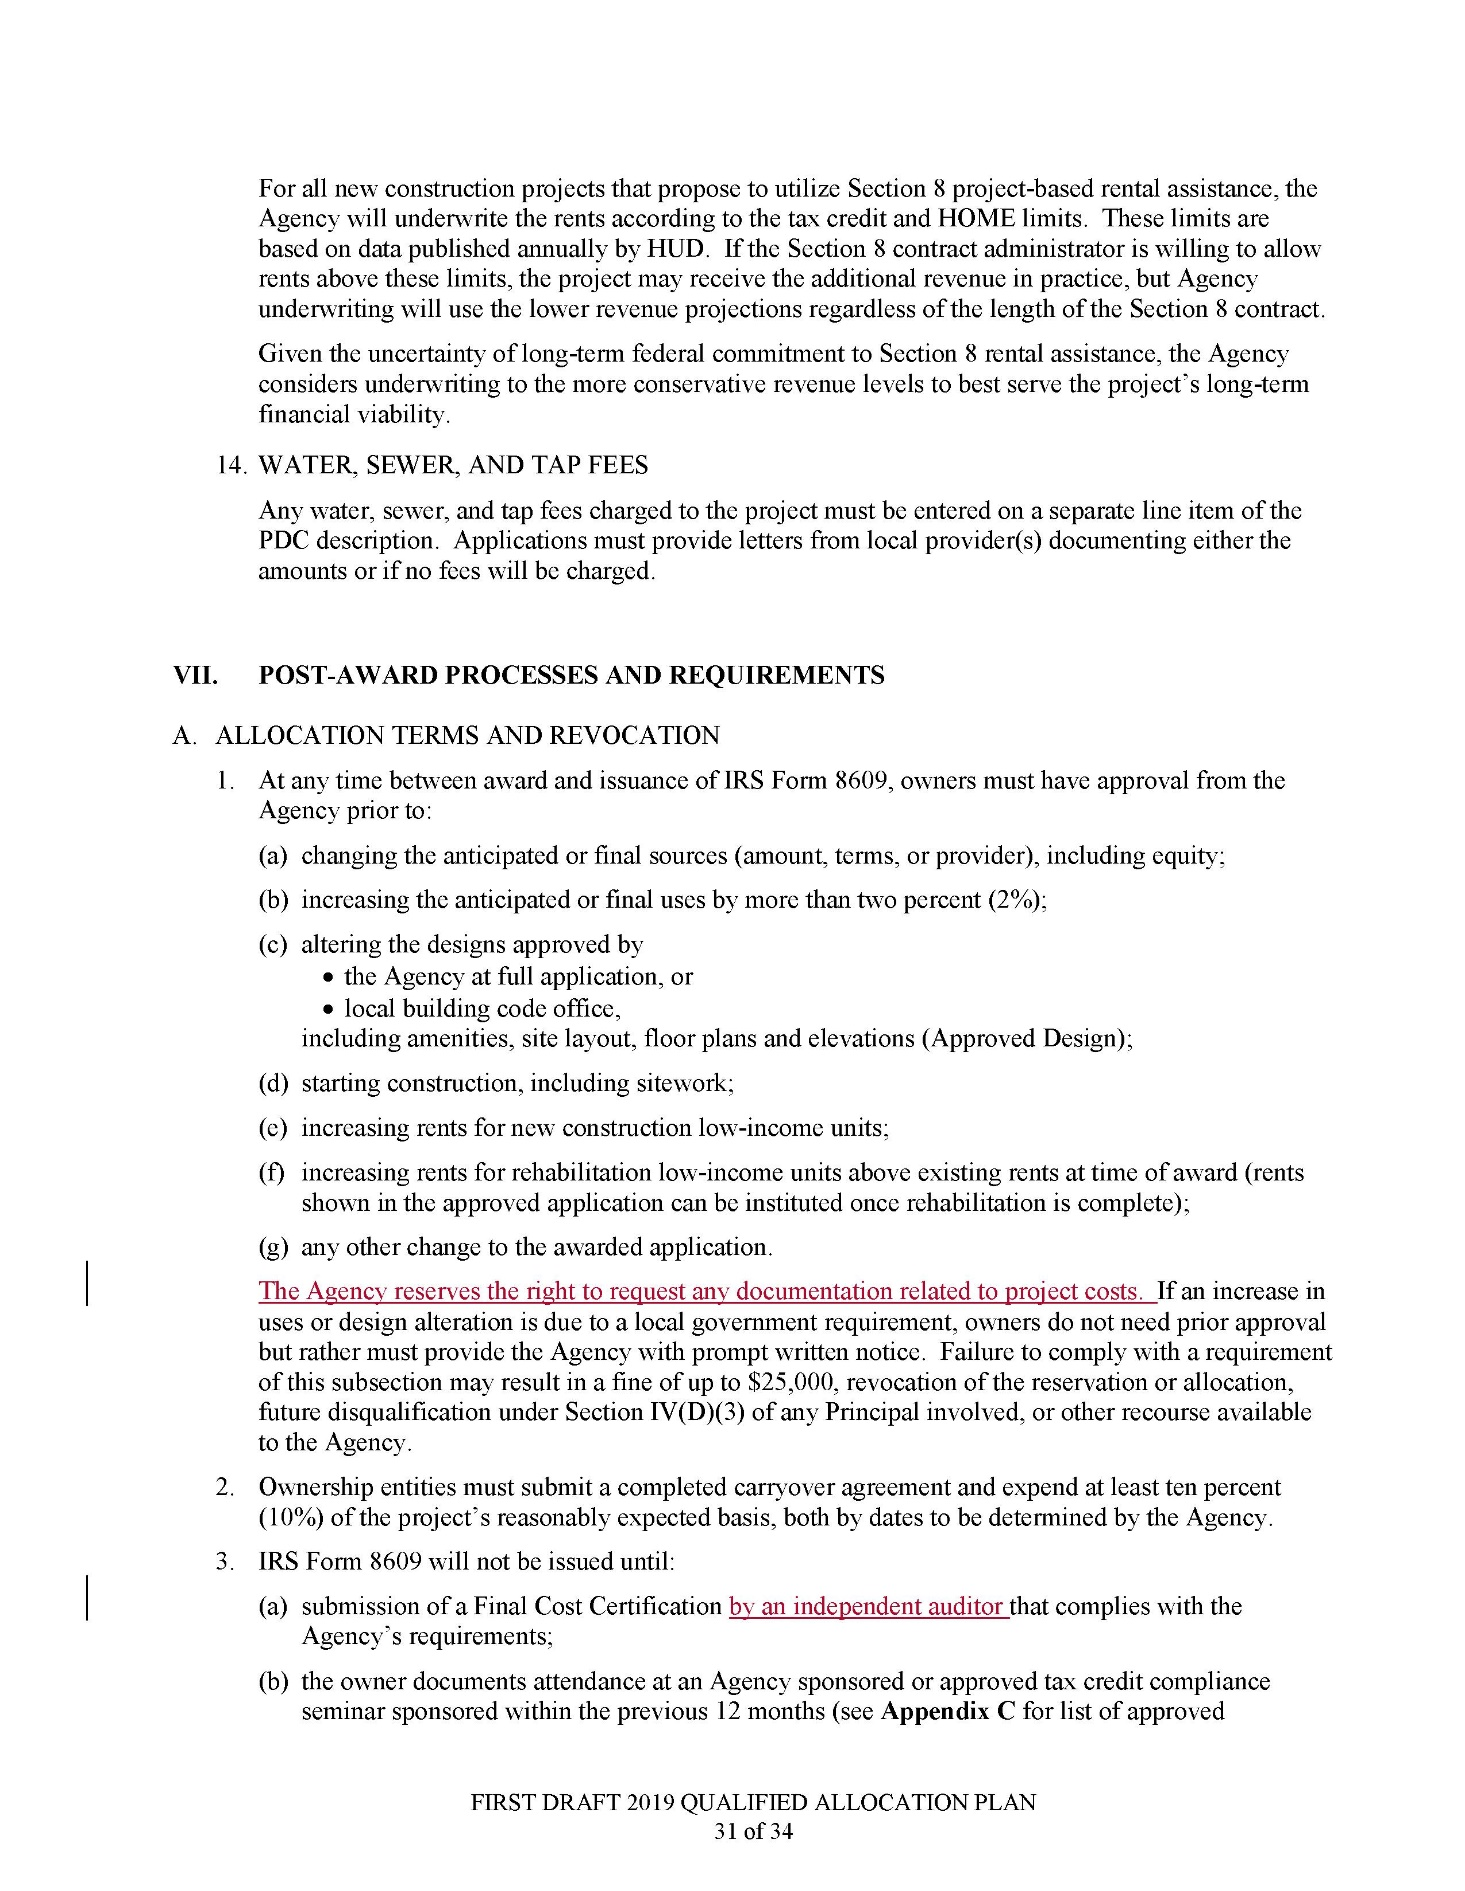 For all new construction projects that propose to utilize Section 8 project-based rental assistance, the
Agency will underwrite the rents according to the tax credit and HOME limits.  These limits are
based on data published annually by HUD.  If the Section 8 contract administrator is willing to allow
rents above these limits, the project may receive the additional revenue in practice, but Agency
underwriting will use the lower revenue projections regardless of the length of the Section 8 contract.
Given the uncertainty of long-term federal commitment to Section 8 rental assistance, the Agency
considers underwriting to the more conservative revenue levels to best serve the project's long-term
financial viability.
14. WATER, SEWER, AND TAP FEES
Any water, sewer, and tap fees charged to the project must be entered on a separate line item of the
PDC description.  Applications must provide letters from local provider(s) documenting either the
amounts or if no fees will be charged.
VII. POST-AWARD PROCESSES AND REQUIREMENTS
A. ALLOCATION TERMS AND REVOCATION
1. At any time between award and issuance of IRS Form 8609, owners must have approval from the
Agency prior to:
(a) changing the anticipated or final sources (amount, terms, or provider), including equity;
(b) increasing the anticipated or final uses by more than two percent (2%);
(c) altering the designs approved by
• the Agency at full application, or
• local building code office,
including amenities, site layout, floor plans and elevations (Approved Design);
(d) starting construction, including sitework;
(e) increasing rents for new construction low-income units;
(f) increasing rents for rehabilitation low-income units above existing rents at time of award (rents
shown in the approved application can be instituted once rehabilitation is complete);
(g) any other change to the awarded application.
The Agency reserves the right to request any documentation related to project costs.  If an increase in
uses or design alteration is due to a local government requirement, owners do not need prior approval
but rather must provide the Agency with prompt written notice.  Failure to comply with a requirement
of this subsection may result in a fine of up to $25,000, revocation of the reservation or allocation,
future disqualification under Section IV(D)(3) of any Principal involved, or other recourse available
to the Agency.
2. Ownership entities must submit a completed carryover agreement and expend at least ten percent
(10%) of the project's reasonably expected basis, both by dates to be determined by the Agency.
3. IRS Form 8609 will not be issued until:
(a) submission of a Final Cost Certification by an independent auditor that complies with the
Agency's requirements;
(b) the owner documents attendance at an Agency sponsored or approved tax credit compliance
seminar sponsored within the previous 12 months (see Appendix C for list of approved
FIRST DRAFT 2019 QUALIFIED ALLOCATION PLAN
31 of 34